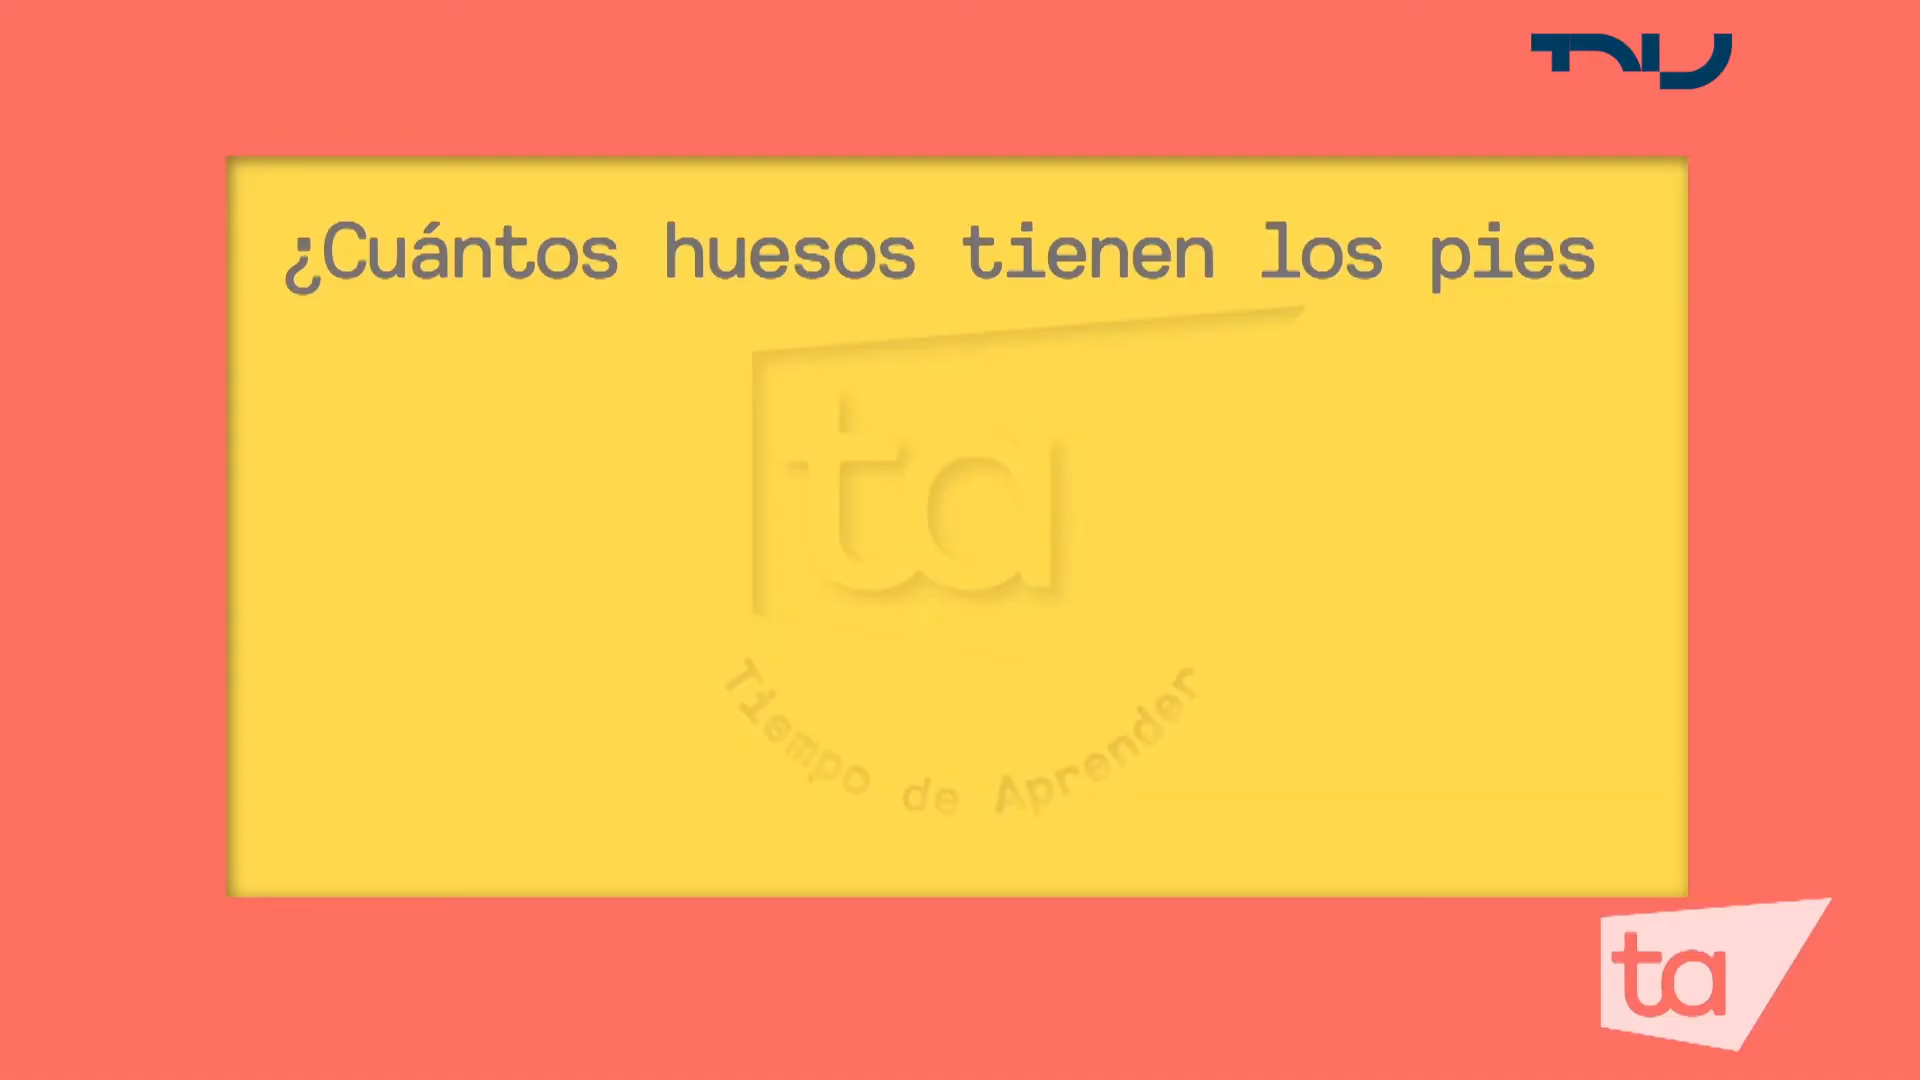 ¿Cuántos huesos tienen los pies
ta
Tiempo de Aprender
ta